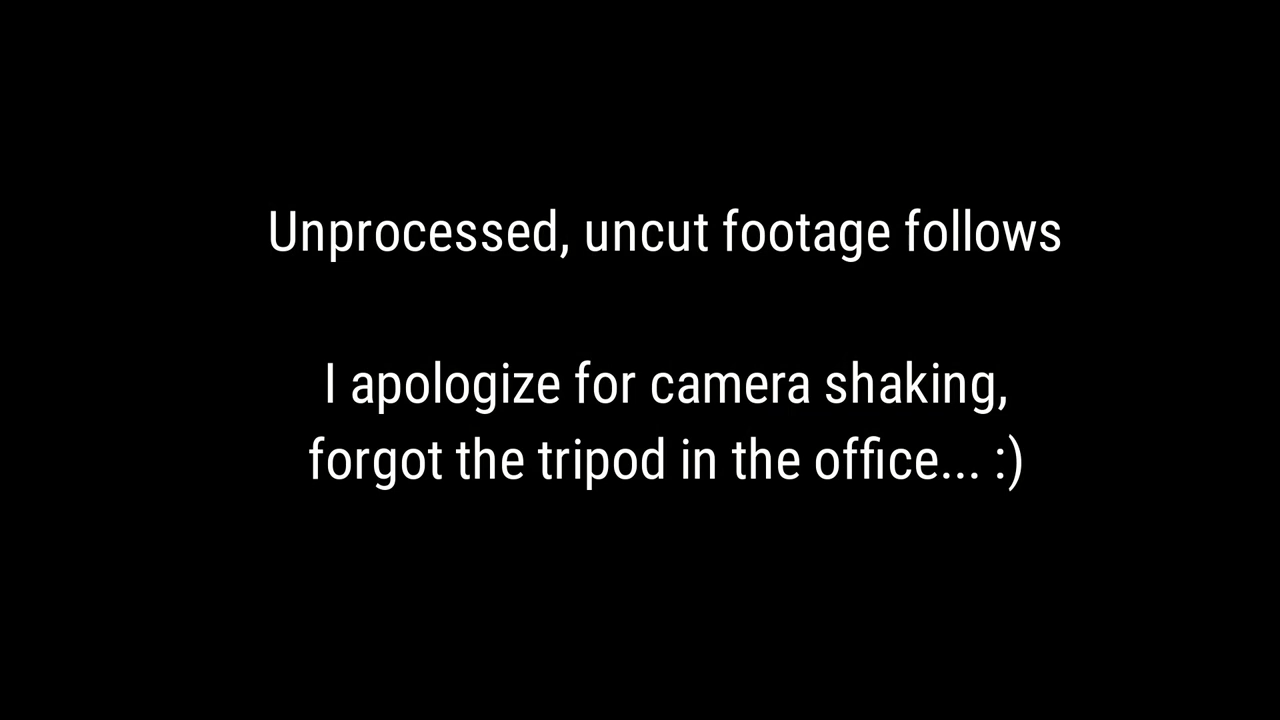 Unprocessed, uncut footage follows
I apologize for camera shaking,
forgot the tripod in the office... :)